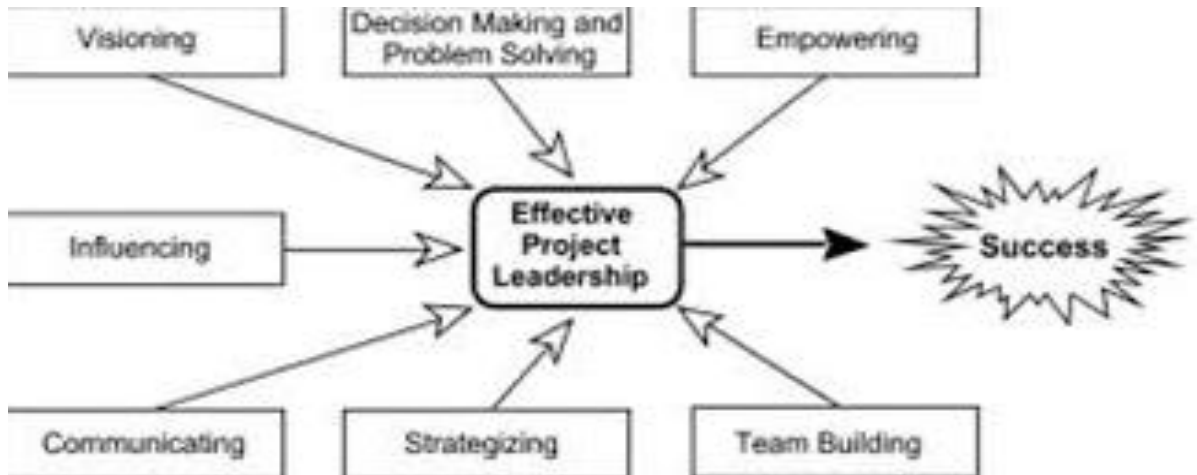 Visioning
Decision Making and
Problem Solving
Empowering
Influencing
Effective
Project
Leadership
Success
Communicating
Strategizing
Team Building